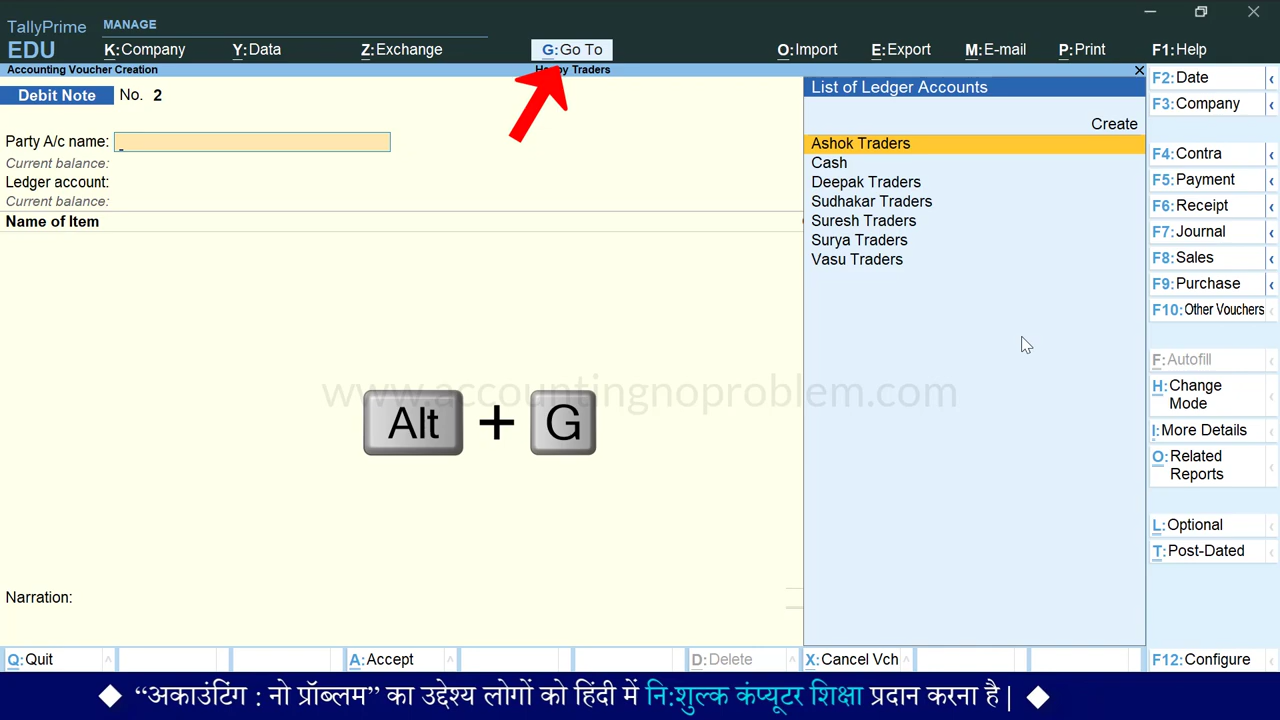 TallyPrime
EDU
MANAGE
K:Company
Y:Data
Z:Exchange
G:Go To
O:Import
E:Export
M:E-mail
P:Print
F1:Help
Accounting Voucher Creation
Traders
Debit Note No. 2
Party A/c name:
Current balance:
Ledger account:
Current balance:
Name of Item
List of Ledger Accounts
Create
Ashok Traders
Cash
Deepak Traders
Sudhakar Traders
Suresh Traders
Surya Traders
Vasu Traders
F2:Date
F3:Company
F4:Contra
F5:Payment
F6:Receipt
F7:Journal
F8:Sales
F9:Purchase
F10:Other Vouchers
F:Autofill
H:Change
Mode
I:More Details
O:Related
Reports
L:Optional
T:Post-Dated
www.accountingnoproblem.com
Alt + G
Narration:
Q:Quit
A:Accept
D:Delete
X:Cancel Vch
F12:Configure
◆ “अकाउंटिंग : नो प्रॉब्लम” का उद्देश्य लोगों को हिंदी में नि:शुल्क कंप्यूटर शिक्षा प्रदान करना है | ◆